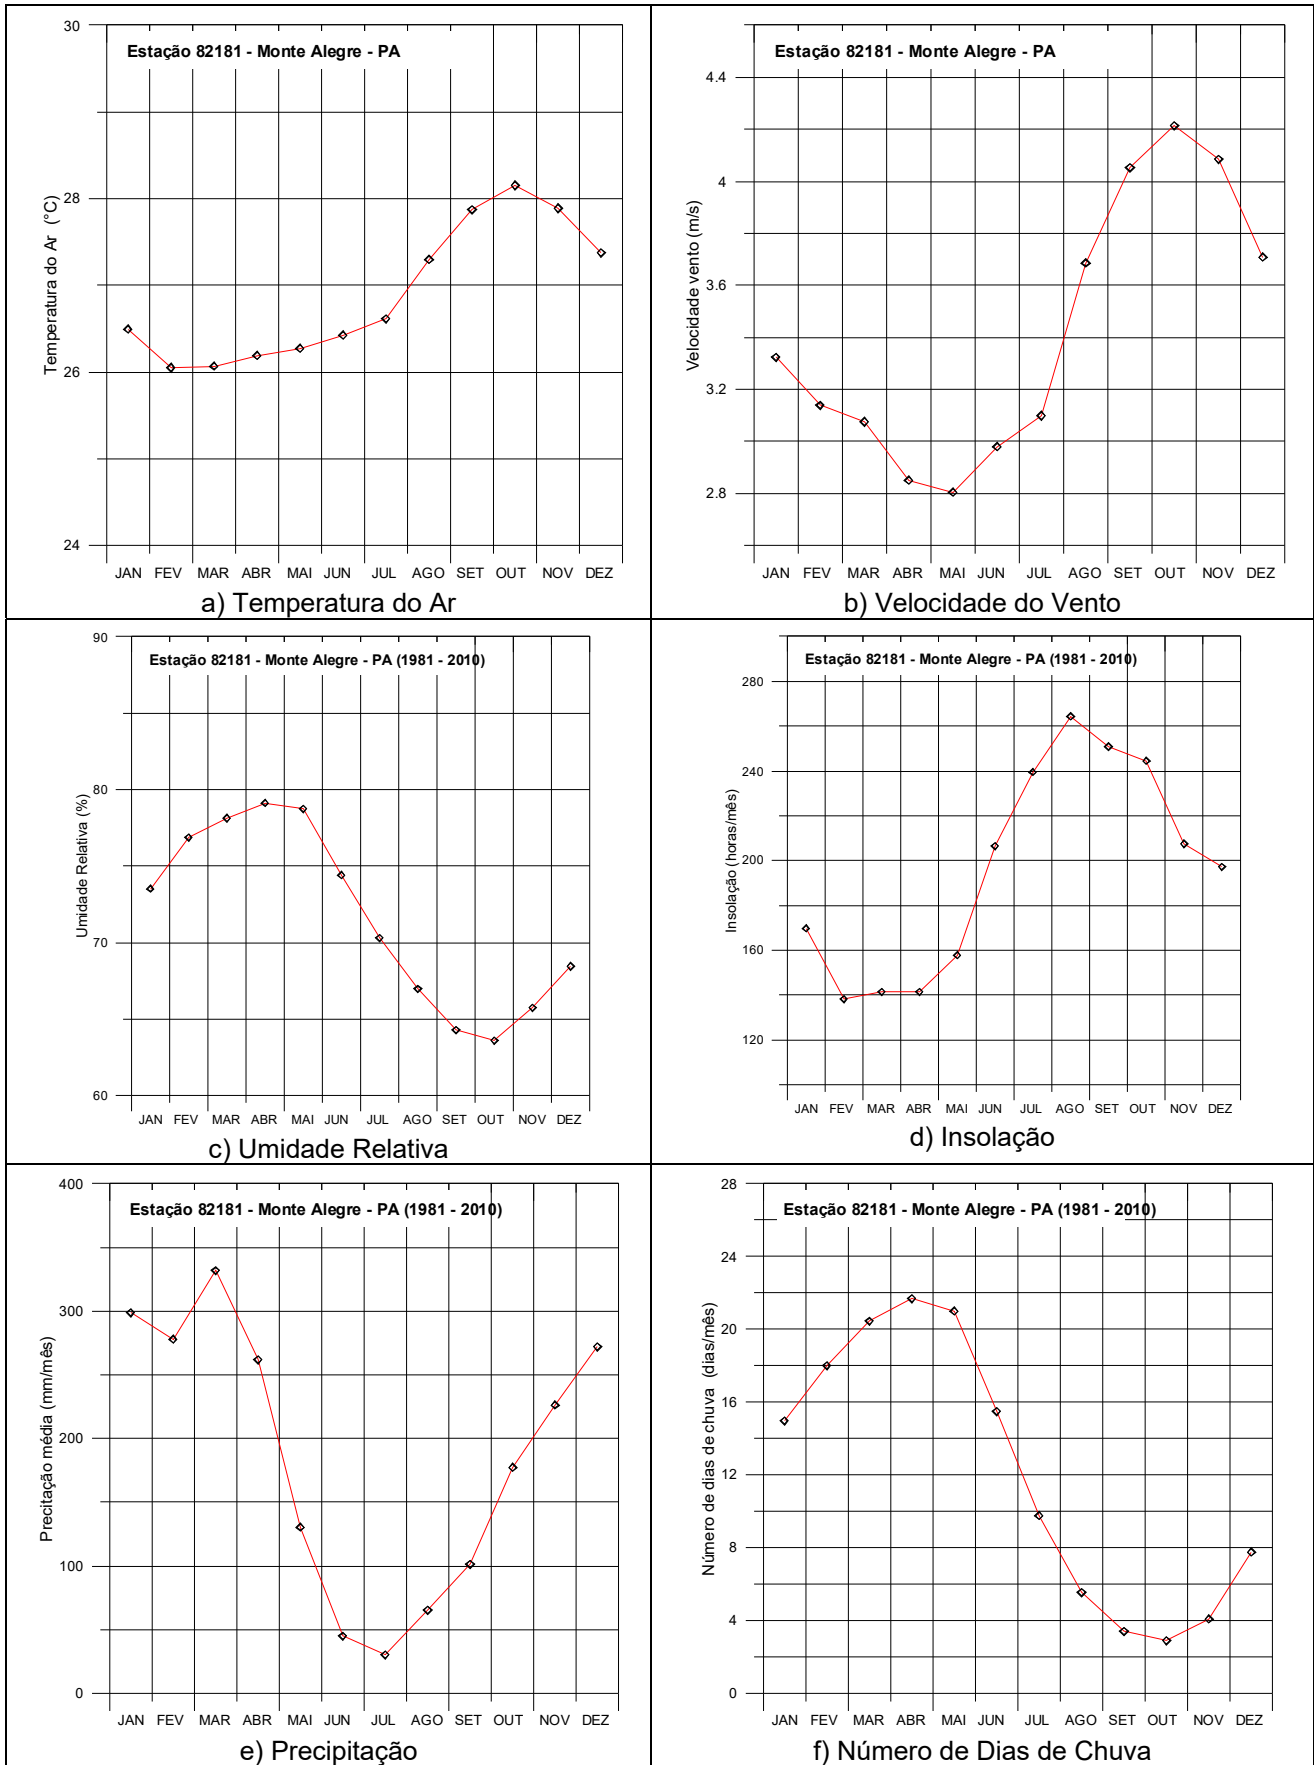 Estação 82181 - Monte Alegre - PA
30
28
26
24
Temperatura do Ar (°C)
JAN FEV MAR ABR MAI JUN JUL AGO SET OUT NOV DEZ
a) Temperatura do Ar
Estação 82181 - Monte Alegre - PA
4.4
4
3.6
3.2
2.8
Velocidade vento (m/s)
JAN FEV MAR ABR MAI JUN JUL AGO SET OUT NOV DEZ
b) Velocidade do Vento
Estação 82181 - Monte Alegre - PA (1981 - 2010)
90
80
70
60
Umidade Relativa (%)
JAN FEV MAR ABR MAI JUN JUL AGO SET OUT NOV DEZ
c) Umidade Relativa
Estação 82181 - Monte Alegre - PA (1981 - 2010)
280
240
200
160
120
Insolação (horas/mês)
JAN FEV MAR ABR MAI JUN JUL AGO SET OUT NOV DEZ
d) Insolação
Estação 82181 - Monte Alegre - PA (1981 - 2010)
400
300
200
100
0
Precitação média (mm/mês)
JAN FEV MAR ABR MAI JUN JUL AGO SET OUT NOV DEZ
e) Precipitação
Estação 82181 - Monte Alegre - PA (1981 - 2010)
28
24
20
16
12
8
4
0
Número de dias de chuva (dias/mês)
JAN FEV MAR ABR MAI JUN JUL AGO SET OUT NOV DEZ
f) Número de Dias de Chuva